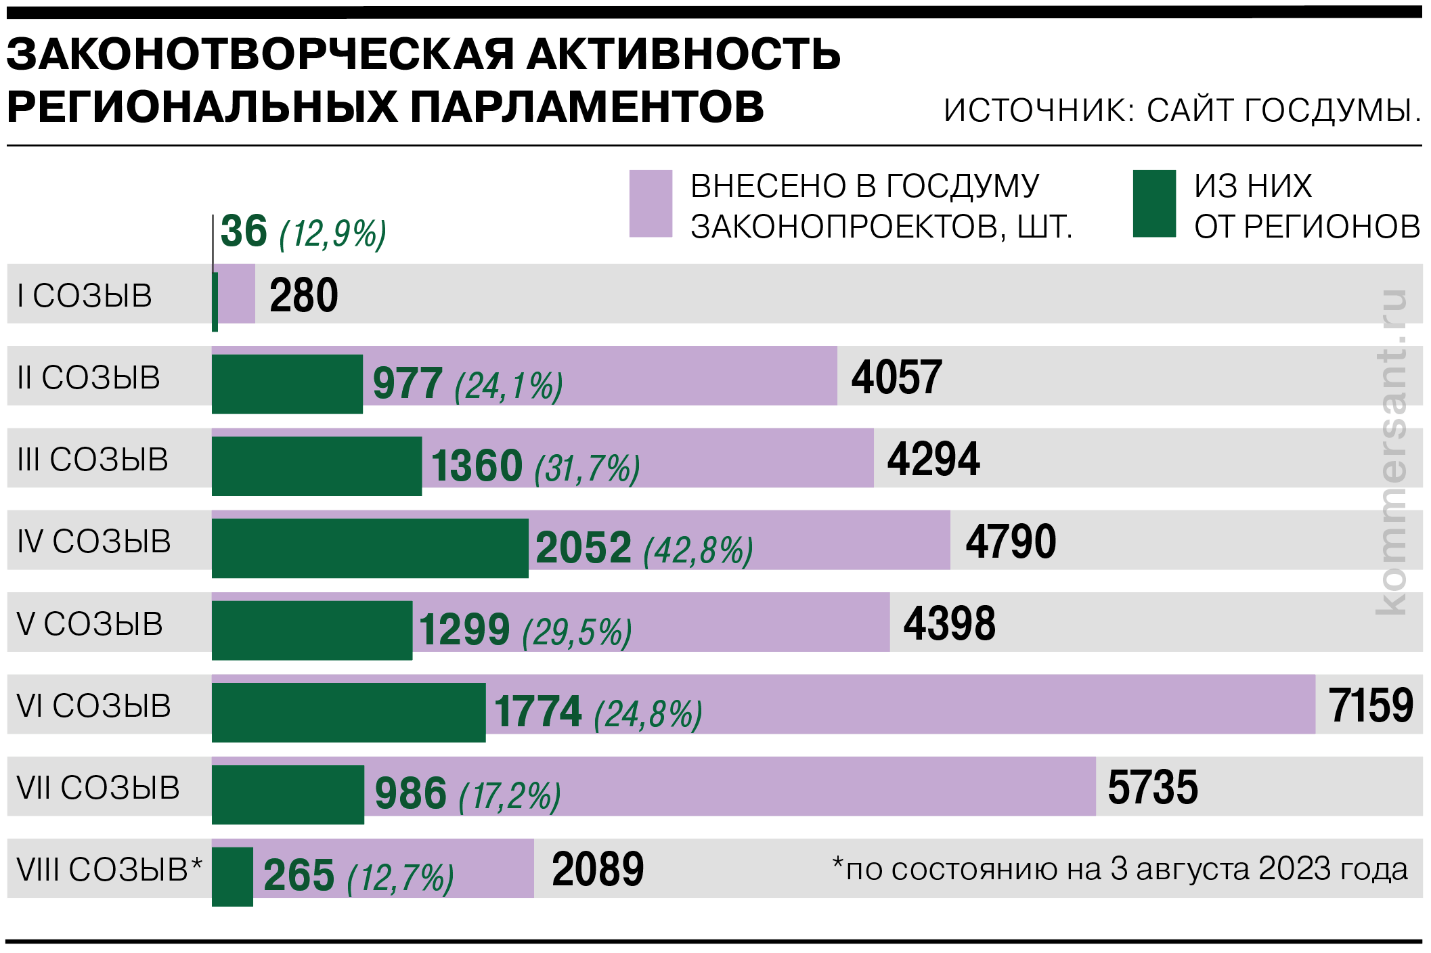 ЗАКОНОТВОРЧЕСКАЯ АКТИВНОСТЬ
РЕГИОНАЛЬНЫХ ПАРЛАМЕНТОВ
ИСТОЧНИК: САЙТ ГОСДУМЫ.
ВНЕСЕНО В ГОСДУМУ
ЗАКОНОПРОЕКТОВ, ШТ.
ИЗ НИХ
ОТ РЕГИОНОВ
36 (12,9%)
I СОЗЫВ 280
II СОЗЫВ 977 (24,1%) 4057
III СОЗЫВ 1360 (31,7%) 4294
IV СОЗЫВ 2052 (42,8%) 4790
V СОЗЫВ 1299 (29,5%) 4398
VI СОЗЫВ 1774 (24,8%) 7159
VII СОЗЫВ 986 (17,2%) 5735
VIII СОЗЫВ* 265 (12,7%) 2089
*по состоянию на 3 августа 2023 года
kommersant.ru